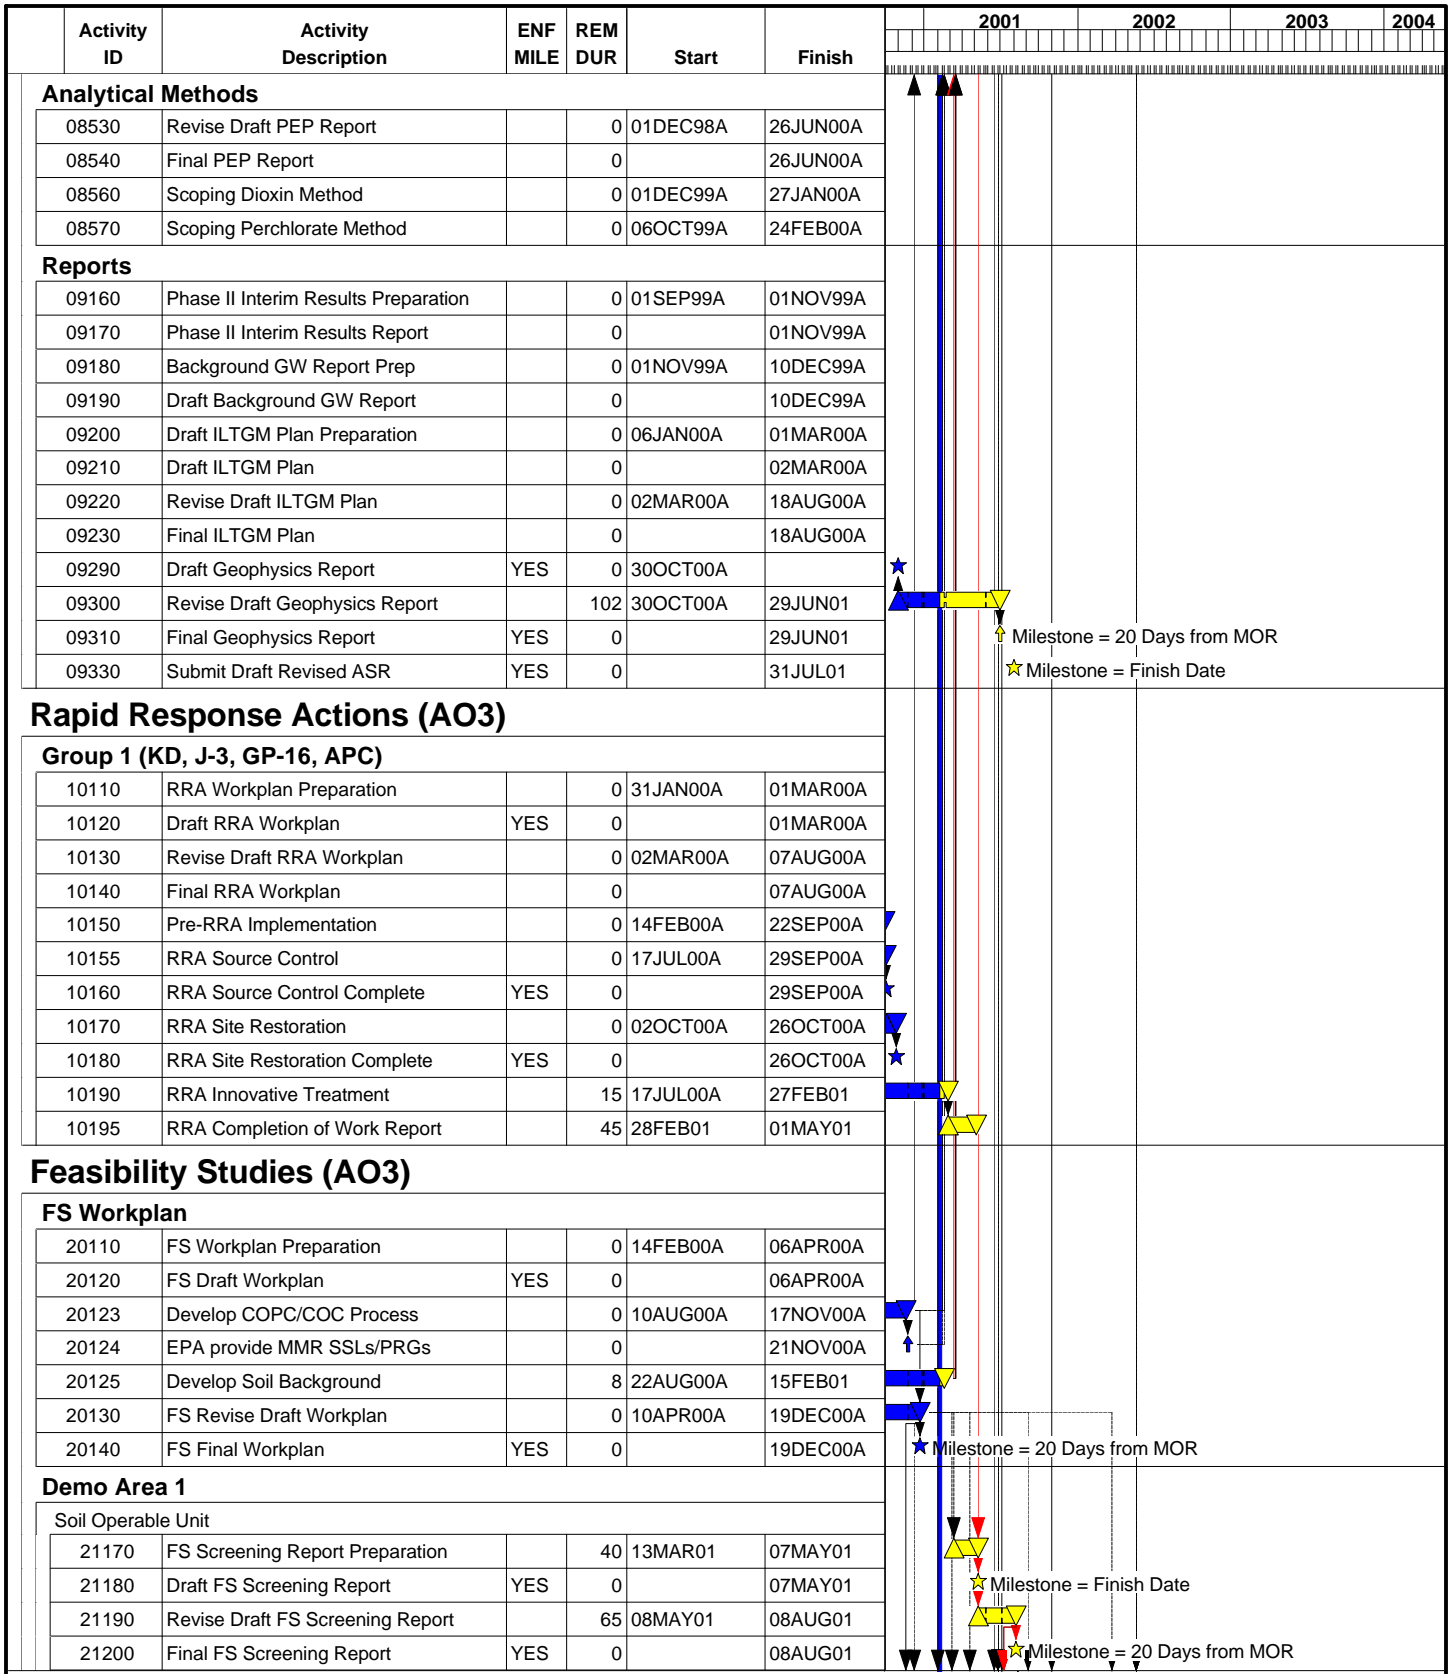 Activity ID Activity Description ENF MILE REM DUR Start Finish 2001 2002 2003 2004
Analytical Methods
08530 Revise Draft PEP Report 0 01DEC98A 26JUN00A
08540 Final PEP Report 0 26JUN00A
08560 Scoping Dioxin Method 0 01DEC99A 27JAN00A
08570 Scoping Perchlorate Method 0 06OCT99A 24FEB00A
Reports
09160 Phase II Interim Results Preparation 0 01SEP99A 01NOV99A
09170 Phase II Interim Results Report 0 01NOV99A
09180 Background GW Report Prep 0 01NOV99A 10DEC99A
09190 Draft Background GW Report 0 10DEC99A
09200 Draft ILTGM Plan Preparation 0 06JAN00A 01MAR00A
09210 Draft ILTGM Plan 0 02MAR00A
09220 Revise Draft ILTGM Plan 0 02MAR00A 18AUG00A
09230 Final ILTGM Plan 0 18AUG00A
09290 Draft Geophysics Report YES 0 30OCT00A
09300 Revise Draft Geophysics Report 102 30OCT00A 29JUN01
09310 Final Geophysics Report YES 0 29JUN01 Milestone = 20 Days from MOR
09330 Submit Draft Revised ASR YES 0 31JUL01 Milestone = Finish Date
Rapid Response Actions (AO3)
Group 1 (KD, J-3, GP-16, APC)
10110 RRA Workplan Preparation 0 31JAN00A 01MAR00A
10120 Draft RRA Workplan YES 0 01MAR00A
10130 Revise Draft RRA Workplan 0 02MAR00A 07AUG00A
10140 Final RRA Workplan 0 07AUG00A
10150 Pre-RRA Implementation 0 14FEB00A 22SEP00A
10155 RRA Source Control 0 17JUL00A 29SEP00A
10160 RRA Source Control Complete YES 0 29SEP00A
10170 RRA Site Restoration 0 02OCT00A 26OCT00A
10180 RRA Site Restoration Complete YES 0 26OCT00A
10190 RRA Innovative Treatment 15 17JUL00A 27FEB01
10195 RRA Completion of Work Report 45 28FEB01 01MAY01
Feasibility Studies (AO3)
FS Workplan
20110 FS Workplan Preparation 0 14FEB00A 06APR00A
20120 FS Draft Workplan YES 0 06APR00A
20123 Develop COPC/COC Process 0 10AUG00A 17NOV00A
20124 EPA provide MMR SSLs/PRGs 0 21NOV00A
20125 Develop Soil Background 8 22AUG00A 15FEB01
20130 FS Revise Draft Workplan 0 10APR00A 19DEC00A
20140 FS Final Workplan YES 0 19DEC00A Milestone = 20 Days from MOR
Demo Area 1
Soil Operable Unit
21170 FS Screening Report Preparation 40 13MAR01 07MAY01
21180 Draft FS Screening Report YES 0 07MAY01 Milestone = Finish Date
21190 Revise Draft FS Screening Report 65 08MAY01 08AUG01
21200 Final FS Screening Report YES 0 08AUG01 Milestone = 20 Days from MOR